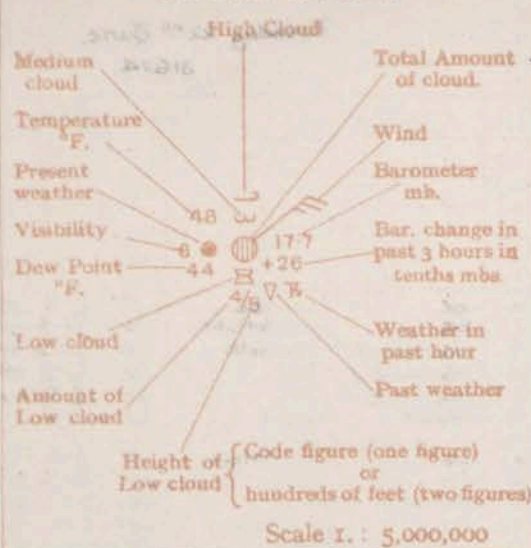 High Cloud
Medium cloud
Total Amount of cloud.
Temperature °F.
Wind
Present weather
Barometer mb.
48
Visibility
6
17·7
Bar. change in past 3 hours in tenths mbs
+26
Dew Point °F.
44
4/5
Low cloud
Weather in past hour
Amount of Low cloud
Past weather
Height of Low cloud
Code figure (one figure)
or
hundreds of feet (two figures)
Scale 1. : 5,000,000